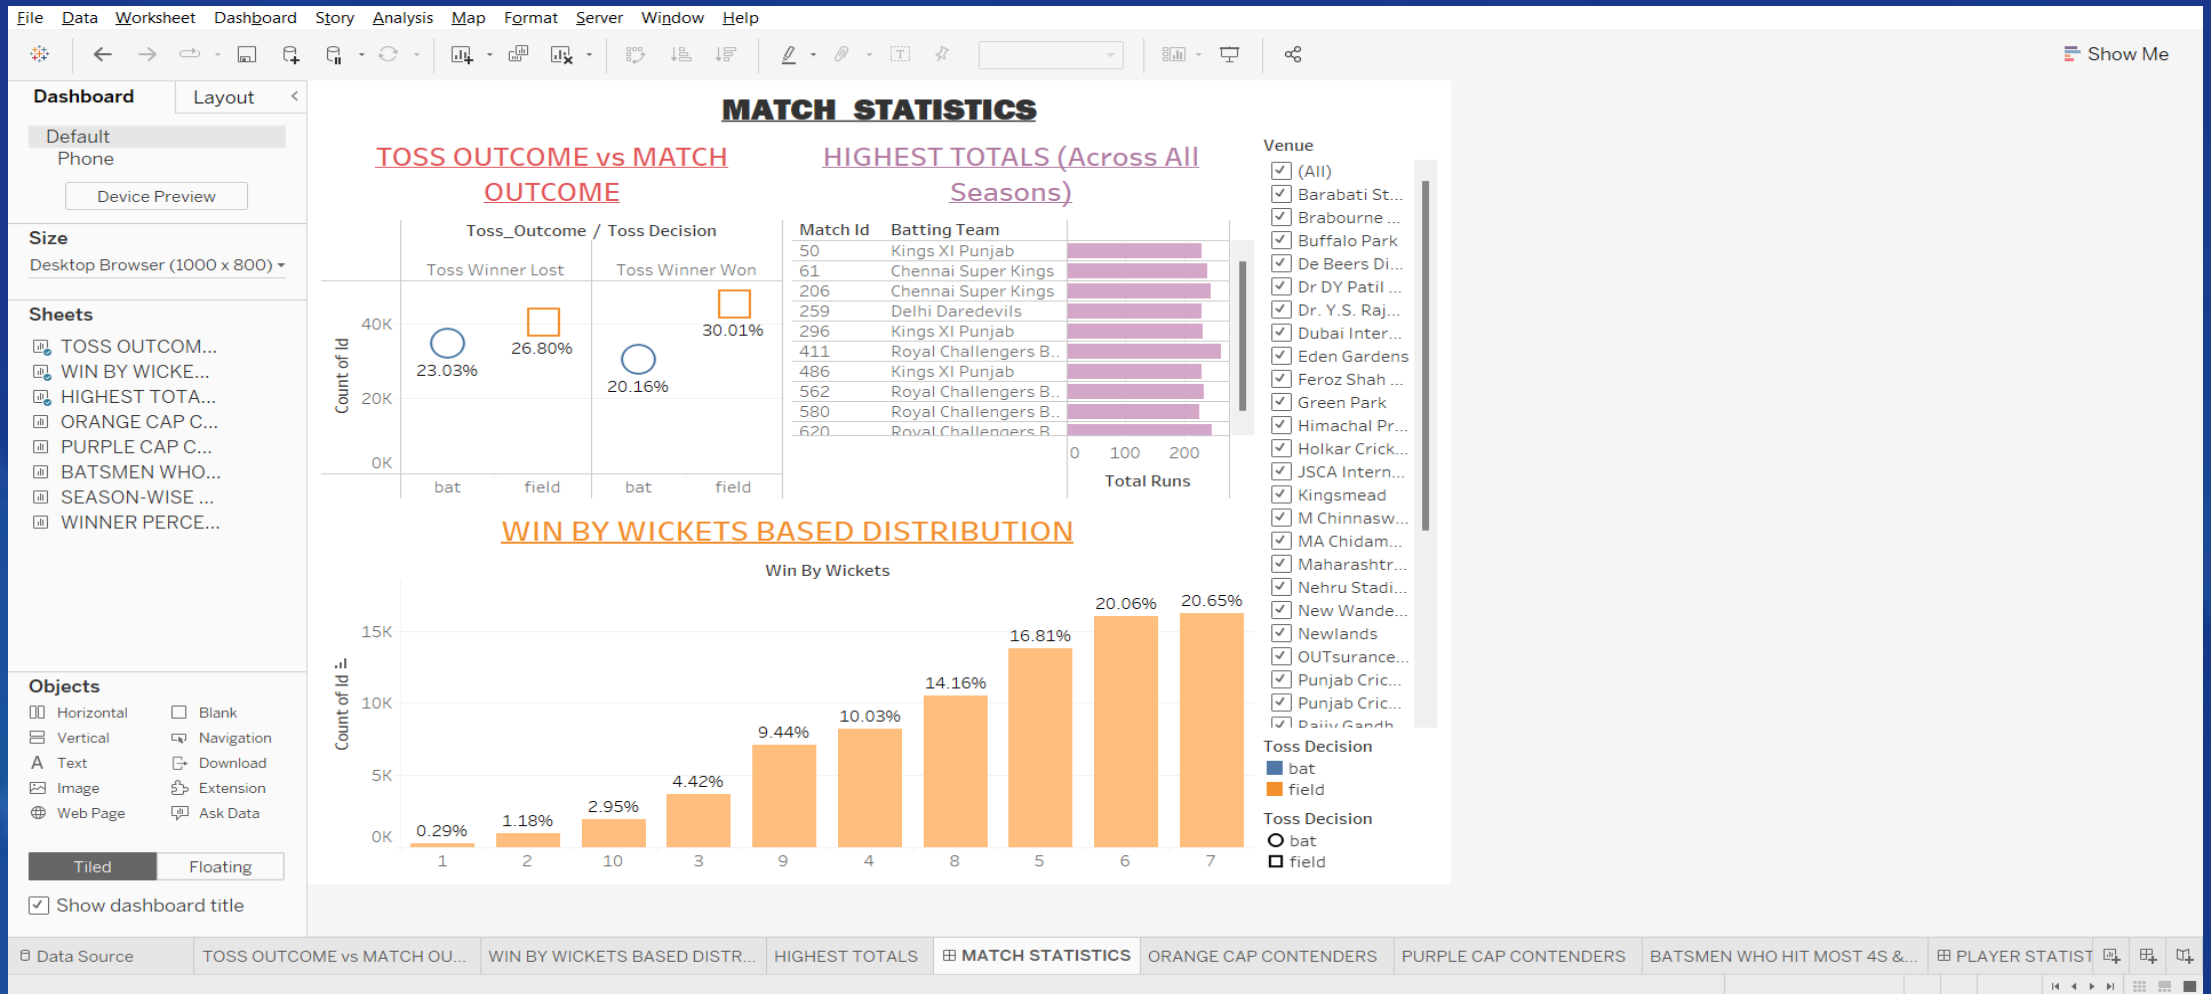 File Data Worksheet Dashboard Story Analysis Map Format Server Window Help
Show Me
Dashboard Layout
Default
Phone
Device Preview
Size
Desktop Browser (1000 x 800)
Sheets
TOSS OUTCOM...
WIN BY WICKE...
HIGHEST TOTA...
ORANGE CAP C...
PURPLE CAP C...
BATSMEN WHO...
SEASON-WISE ...
WINNER PERCE...
Objects
Horizontal Blank
Vertical Navigation
A Text Download
Image Extension
Web Page Ask Data
Tiled Floating
Show dashboard title
MATCH STATISTICS
TOSS OUTCOME vs MATCH
OUTCOME
Toss_Outcome / Toss Decision
Toss Winner Lost Toss Winner Won
Count of Id
40K
20K
0K
23.03%
26.80%
20.16%
30.01%
bat field bat field
HIGHEST TOTALS (Across All
Seasons)
Match Id Batting Team
50 Kings XI Punjab
61 Chennai Super Kings
206 Chennai Super Kings
259 Delhi Daredevils
296 Kings XI Punjab
411 Royal Challengers B..
486 Kings XI Punjab
562 Royal Challengers B..
580 Royal Challengers B..
620 Royal Challengers B
0 100 200
Total Runs
WIN BY WICKETS BASED DISTRIBUTION
Win By Wickets
Count of Id
15K
10K
5K
0K
0.29% 1.18% 2.95% 4.42% 9.44% 10.03% 14.16% 16.81% 20.06% 20.65%
1 2 10 3 9 4 8 5 6 7
Venue
(All)
Barabati St...
Brabourne ...
Buffalo Park
De Beers Di...
Dr DY Patil ...
Dr. Y.S. Raj...
Dubai Inter...
Eden Gardens
Feroz Shah ...
Green Park
Himachal Pr...
Holkar Crick...
JSCA Intern...
Kingsmead
M Chinnasw...
MA Chidam...
Maharashtr...
Nehru Stadi...
New Wande...
Newlands
OUTsurance...
Punjab Cric...
Punjab Cric...
Rajiv Gandh
Toss Decision
bat
field
Toss Decision
bat
field
Data Source TOSS OUTCOME vs MATCH OU... WIN BY WICKETS BASED DISTR... HIGHEST TOTALS MATCH STATISTICS ORANGE CAP CONTENDERS PURPLE CAP CONTENDERS BATSMEN WHO HIT MOST 4S &... PLAYER STATIST